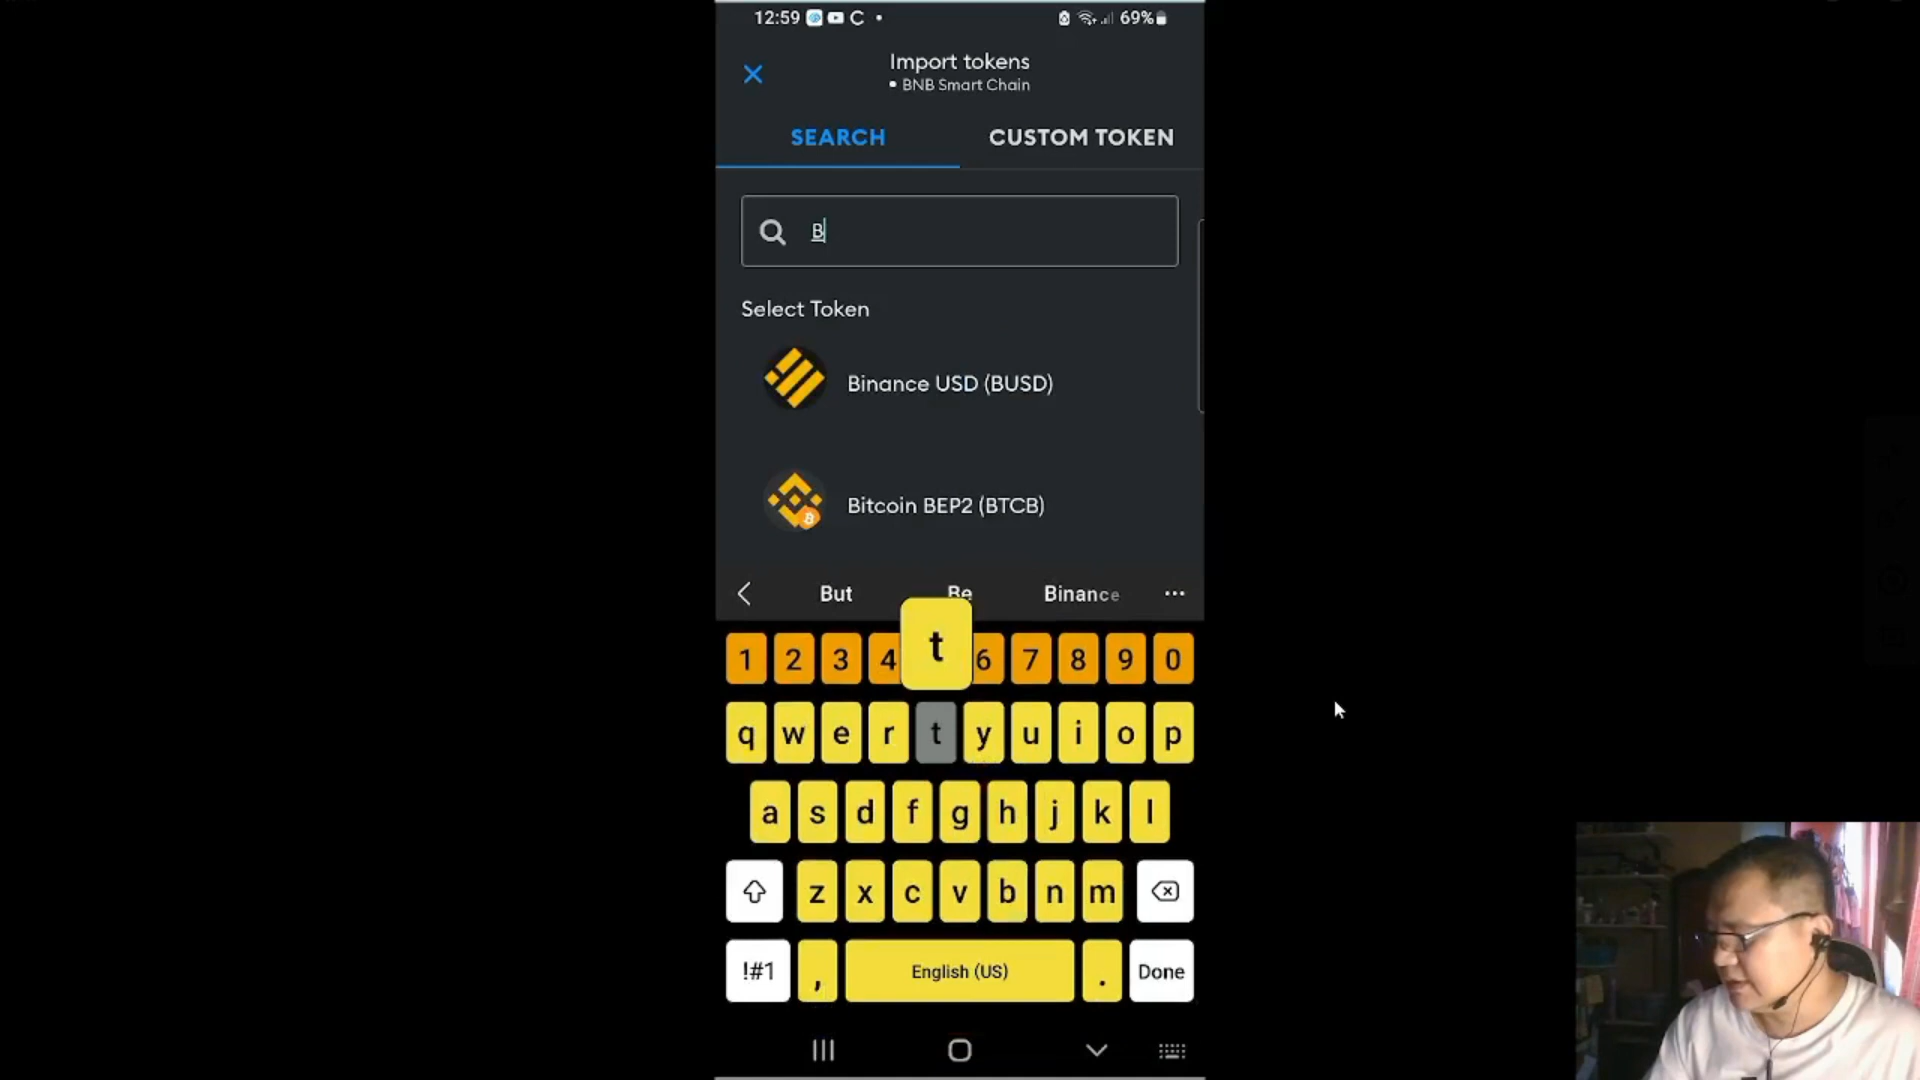 12:59 69%
Import tokens
BNB Smart Chain
SEARCH CUSTOM TOKEN
B
Select Token
Binance USD (BUSD)
Bitcoin BEP2 (BTCB)
But Be Binance ...
1 2 3 4 t 6 7 8 9 0
q w e r t y u i o p
a s d f g h j k l
z x c v b n m
!#1 , English (US) . Done